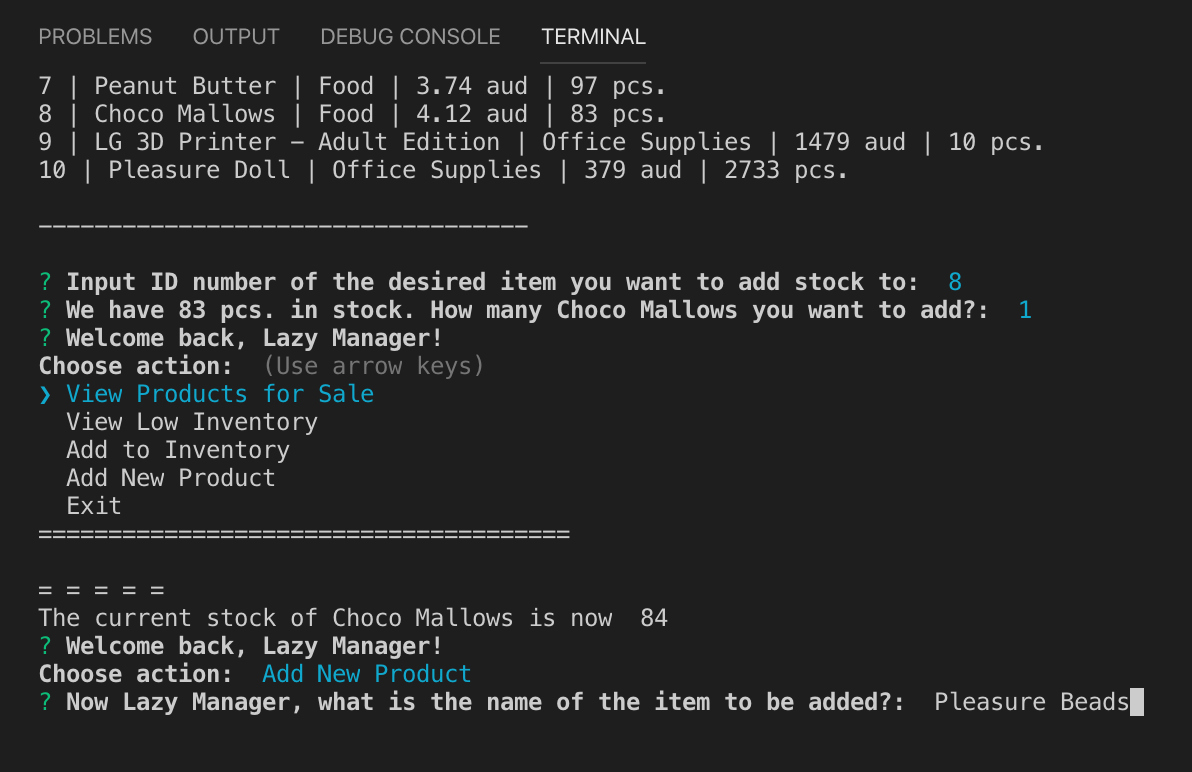 PROBLEMS OUTPUT DEBUG CONSOLE TERMINAL
7 | Peanut Butter | Food | 3.74 aud | 97 pcs.
8 | Choco Mallows | Food | 4.12 aud | 83 pcs.
9 | LG 3D Printer – Adult Edition | Office Supplies | 1479 aud | 10 pcs.
10 | Pleasure Doll | Office Supplies | 379 aud | 2733 pcs.
-----------------------------------
? Input ID number of the desired item you want to add stock to:  8
? We have 83 pcs. in stock. How many Choco Mallows you want to add?:  1
? Welcome back, Lazy Manager!
Choose action:  (Use arrow keys)
❯ View Products for Sale
  View Low Inventory
  Add to Inventory
  Add New Product
  Exit
======================================
= = = = =
The current stock of Choco Mallows is now  84
? Welcome back, Lazy Manager!
Choose action:  Add New Product
? Now Lazy Manager, what is the name of the item to be added?:  Pleasure Beads